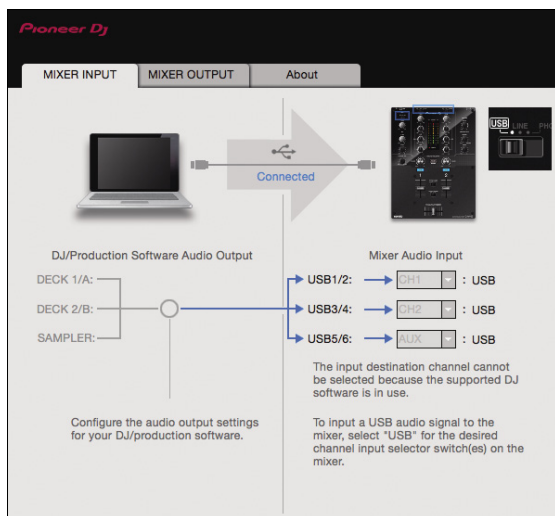 Pioneer Dj
MIXER INPUT
MIXER OUTPUT
About
Connected
USB LINE PHO
DJ/Production Software Audio Output
Mixer Audio Input
DECK 1/A:
DECK 2/B:
SAMPLER:
USB1/2: CH1 : USB
USB3/4: CH2 : USB
USB5/6: AUX : USB
The input destination channel cannot
be selected because the supported DJ
software is in use.
Configure the audio output settings
for your DJ/production software.
To input a USB audio signal to the
mixer, select "USB" for the desired
channel input selector switch(es) on the
mixer.